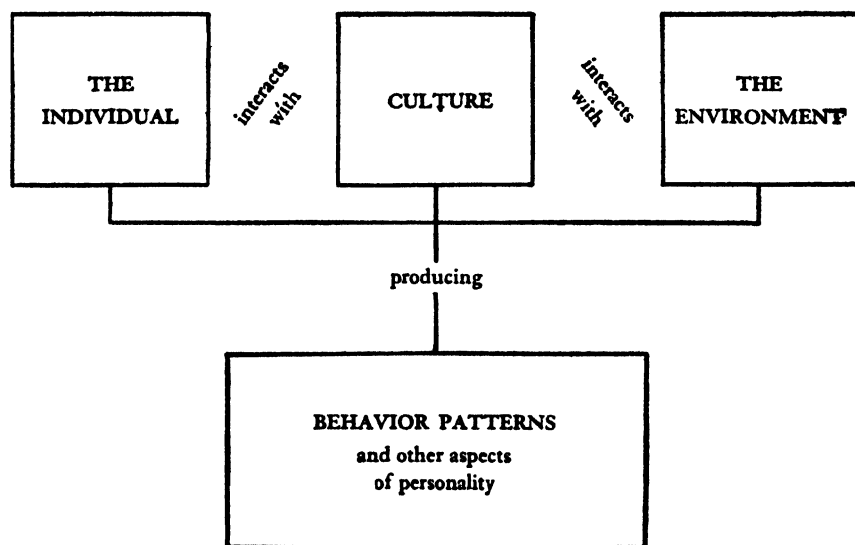 THE
INDIVIDUAL
interacts
with
CULTURE
interacts
with
THE
ENVIRONMENT
producing
BEHAVIOR PATTERNS
and other aspects
of personality